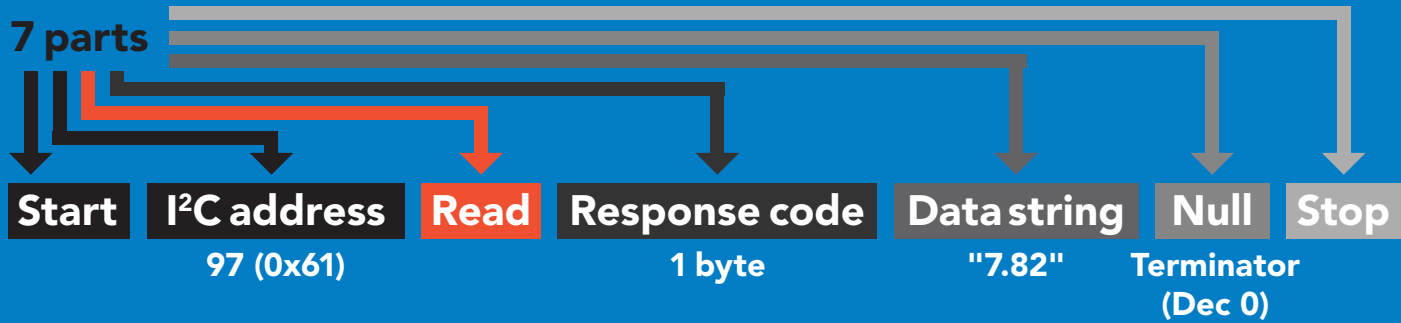 7 parts
Start I²C address Read Response code Data string Null Stop
97 (0x61) 1 byte "7.82" Terminator
(Dec 0)